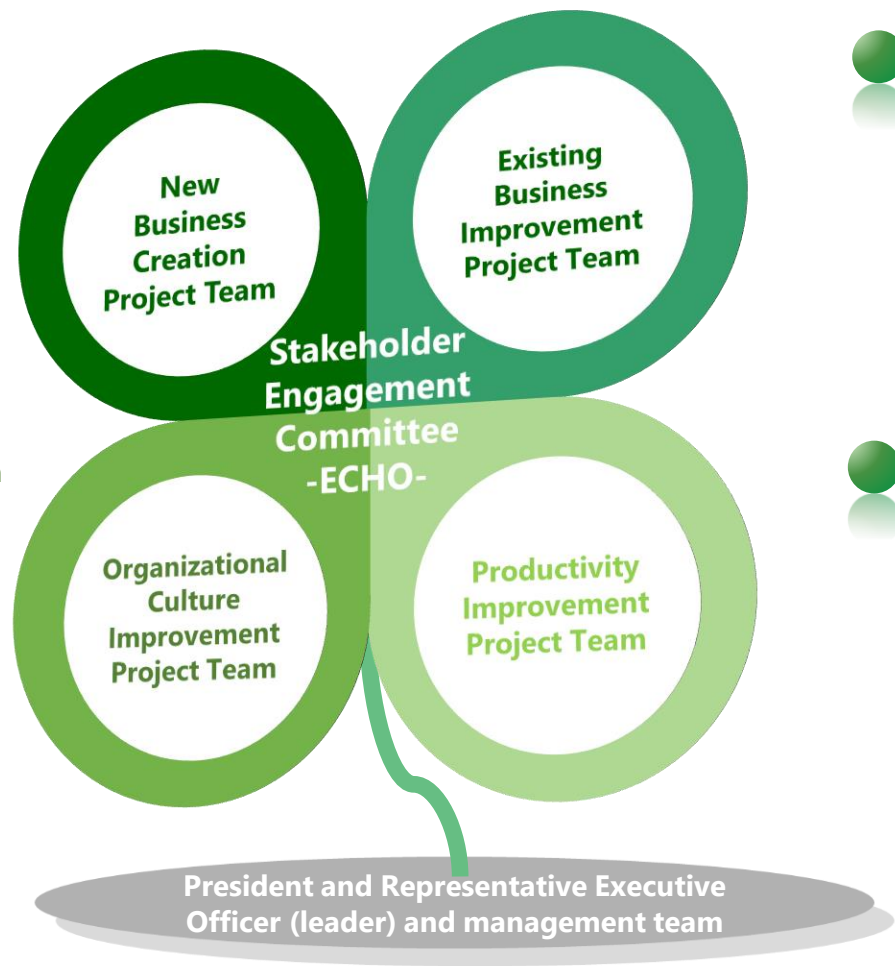 New
Business
Creation
Project Team
Existing
Business
Improvement
Project Team
Stakeholder
Engagement
Committee
-ECHO-
Organizational
Culture
Improvement
Project Team
Productivity
Improvement
Project Team
President and Representative Executive
Officer (leader) and management team